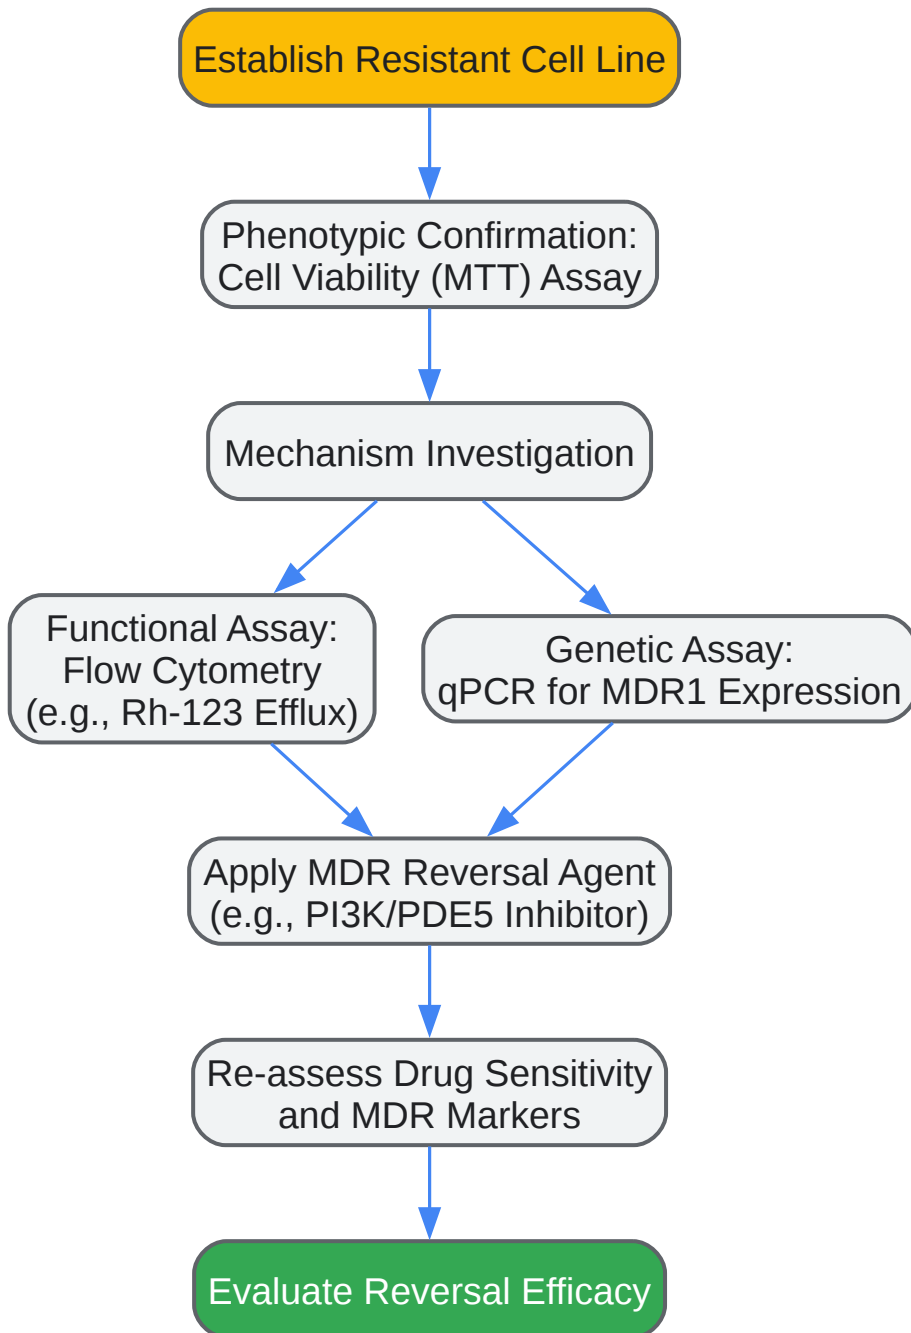 Establish Resistant Cell Line
Phenotypic Confirmation:
Cell Viability (MTT) Assay
Mechanism Investigation
Functional Assay:
Flow Cytometry
(e.g., Rh-123 Efflux)
Genetic Assay:
qPCR for MDR1 Expression
Apply MDR Reversal Agent
(e.g., PI3K/PDE5 Inhibitor)
Re-assess Drug Sensitivity
and MDR Markers
Evaluate Reversal Efficacy